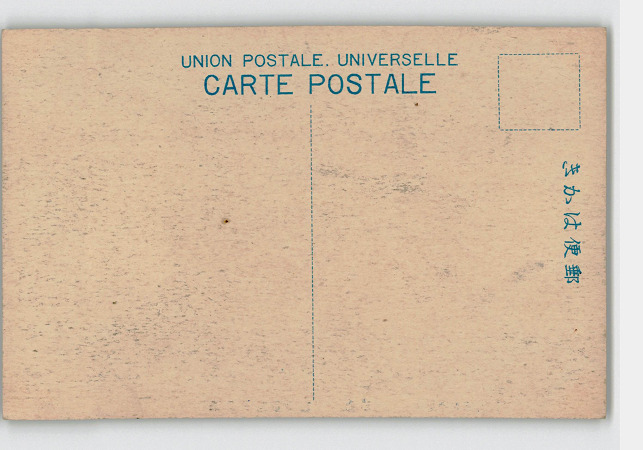 UNION POSTALE. UNIVERSELLE
CARTE POSTALE
郵便はかき